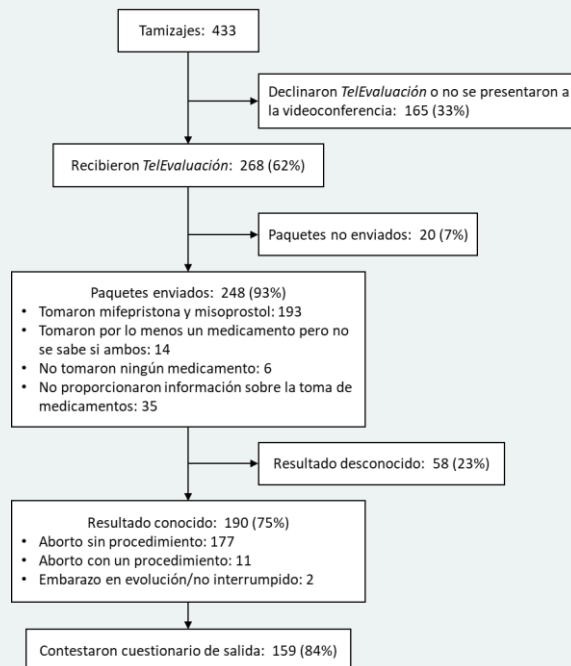 Tamizajes: 433
Declinaron TelEvaluación o no se presentaron a
la videoconferencia: 165 (33%)
Recibieron TelEvaluación: 268 (62%)
Paquetes no enviados: 20 (7%)
Paquetes enviados: 248 (93%)
• Tomaron mifepristona y misoprostol: 193
• Tomaron por lo menos un medicamento pero no
se sabe si ambos: 14
• No tomaron ningún medicamento: 6
• No proporcionaron información sobre la toma de
medicamentos: 35
Resultado desconocido: 58 (23%)
Resultado conocido: 190 (75%)
• Aborto sin procedimiento: 177
• Aborto con un procedimiento: 11
• Embarazo en evolución/no interrumpido: 2
Contestaron cuestionario de salida: 159 (84%)